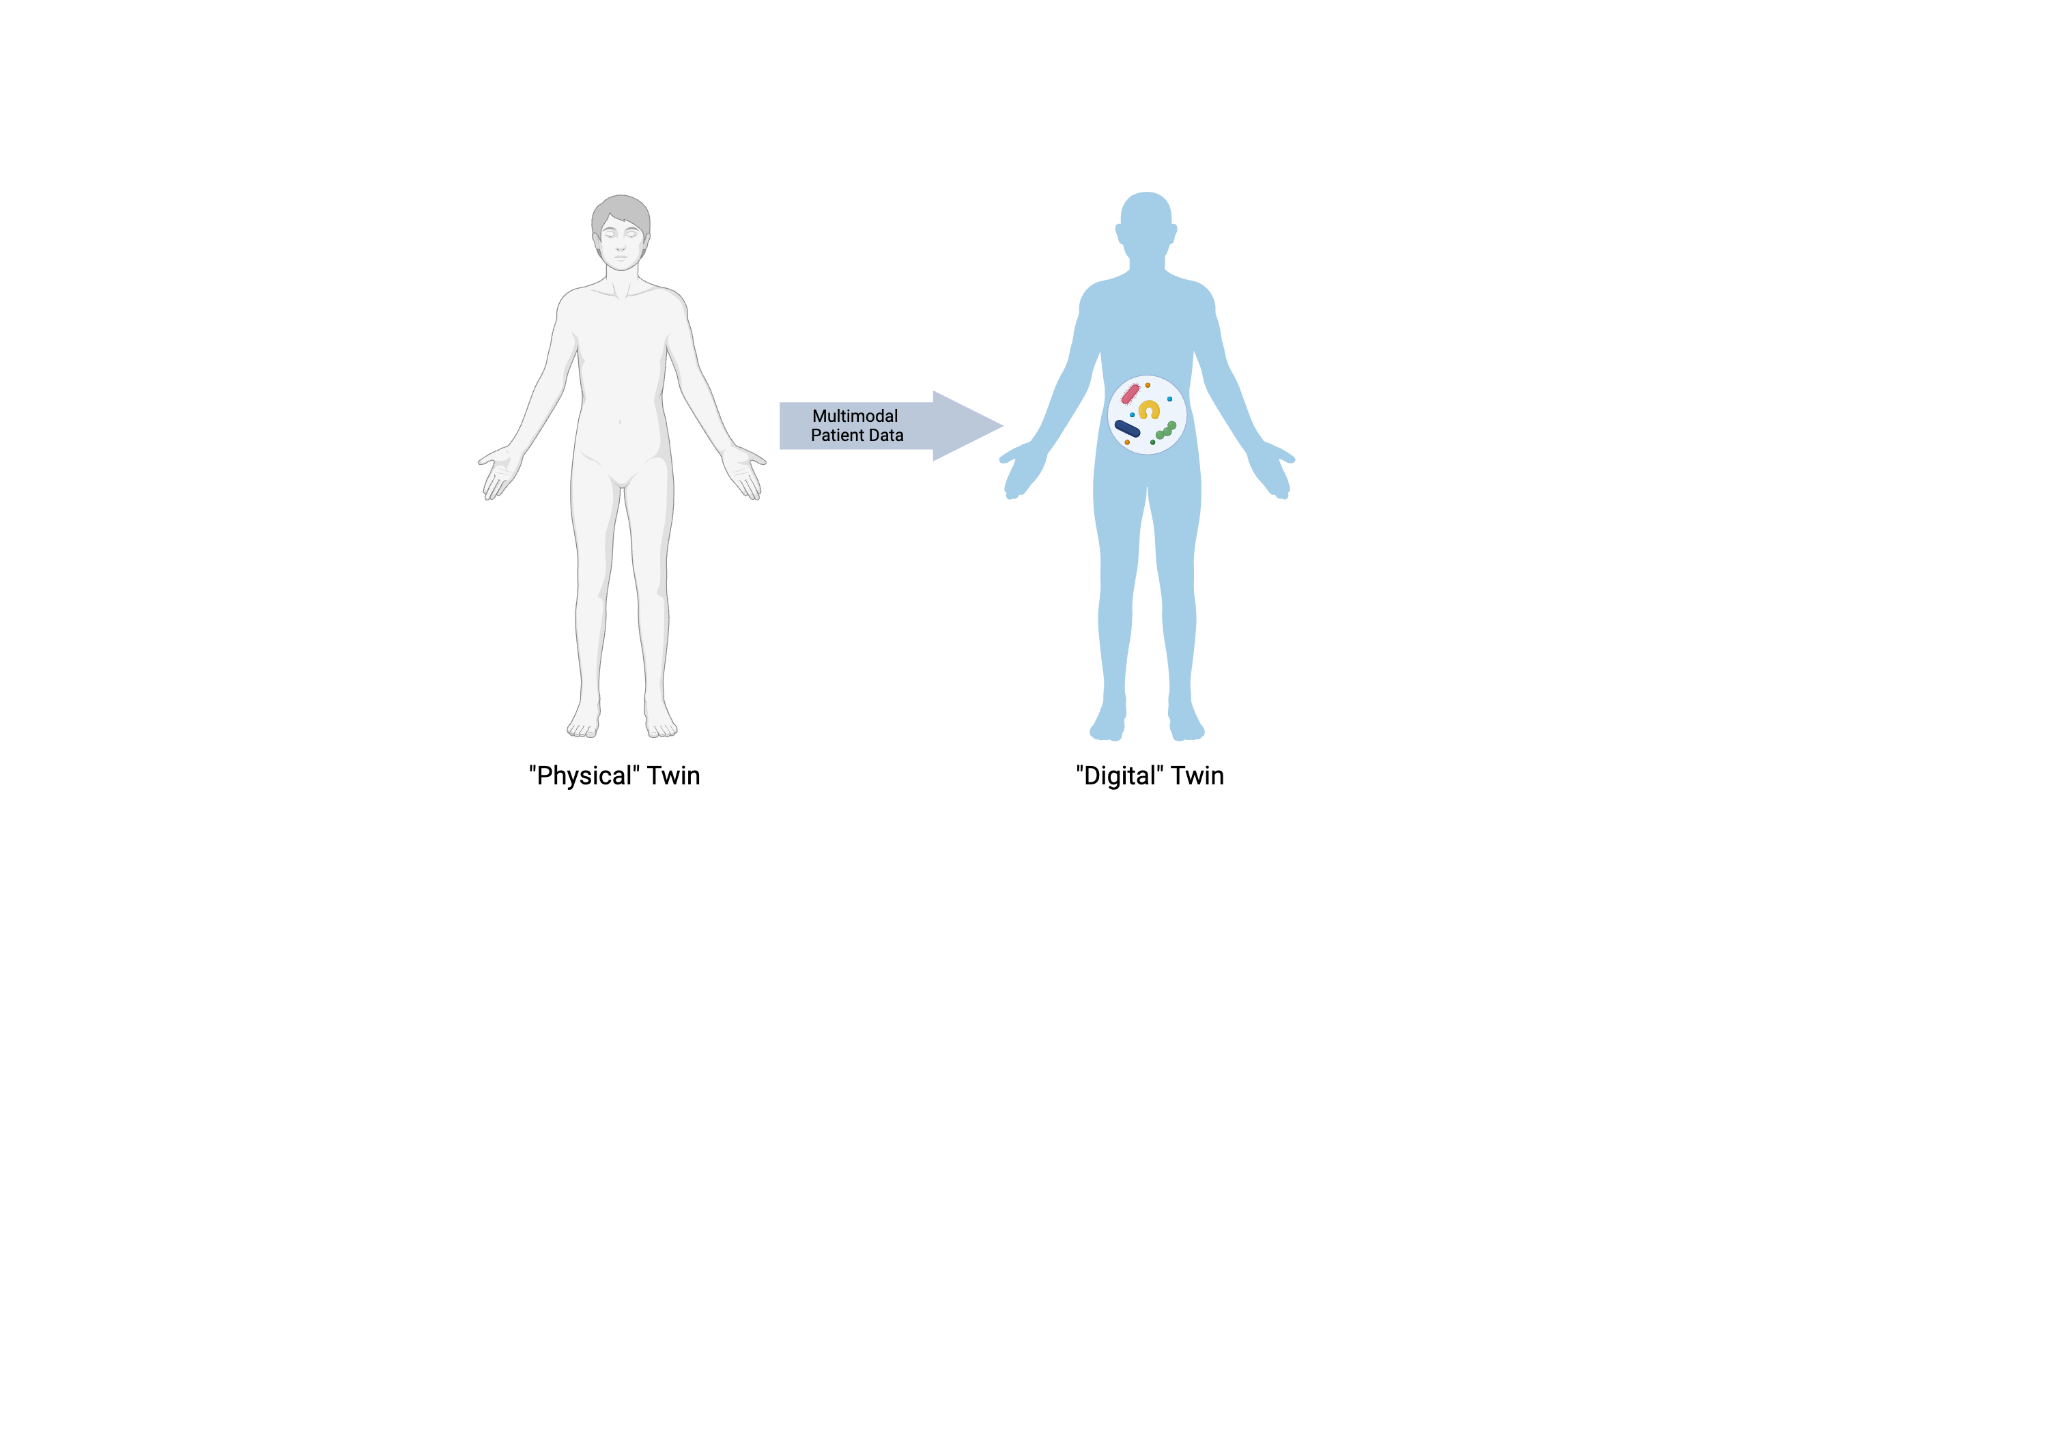 Multimodal
Patient Data
"Physical" Twin
"Digital" Twin